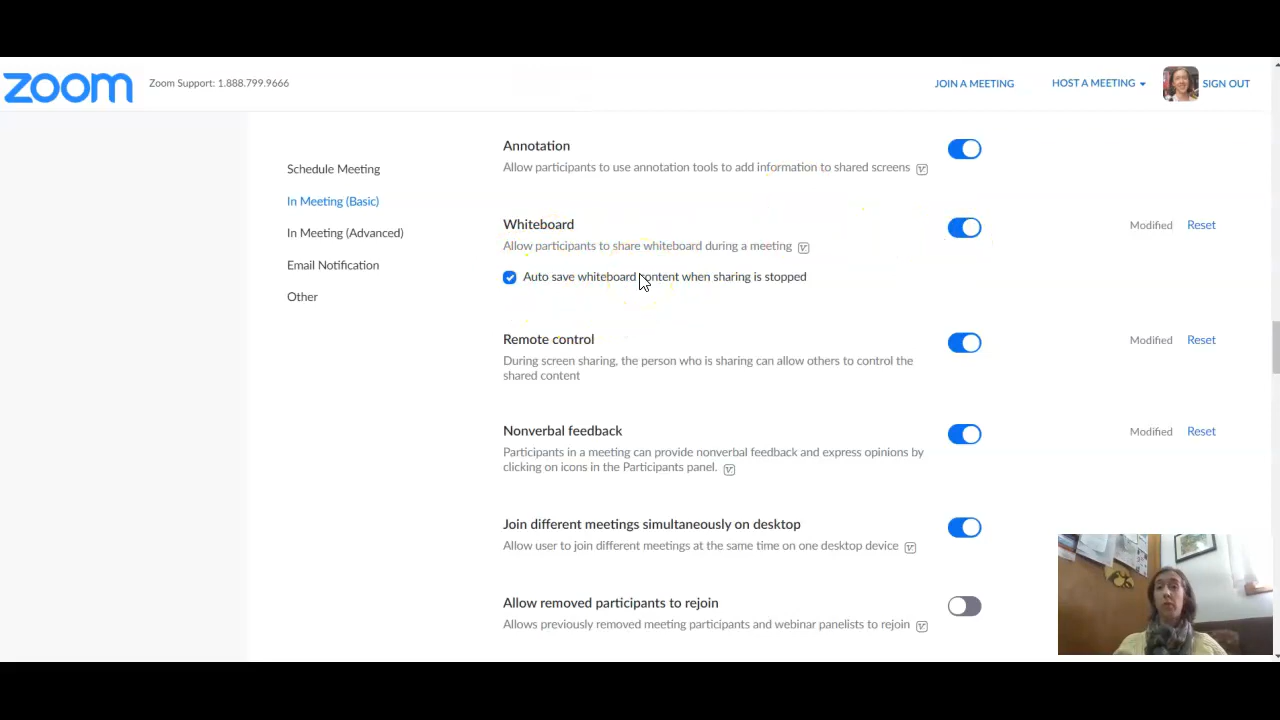 zoom
Zoom Support: 1.888.799.9666
JOIN A MEETING
HOST A MEETING
SIGN OUT
Schedule Meeting
In Meeting (Basic)
In Meeting (Advanced)
Email Notification
Other
Annotation
Allow participants to use annotation tools to add information to shared screens
Whiteboard
Modified Reset
Allow participants to share whiteboard during a meeting
Auto save whiteboard content when sharing is stopped
Remote control
Modified Reset
During screen sharing, the person who is sharing can allow others to control the
shared content
Nonverbal feedback
Modified Reset
Participants in a meeting can provide nonverbal feedback and express opinions by
clicking on icons in the Participants panel.
Join different meetings simultaneously on desktop
Allow user to join different meetings at the same time on one desktop device
Allow removed participants to rejoin
Allows previously removed meeting participants and webinar panelists to rejoin